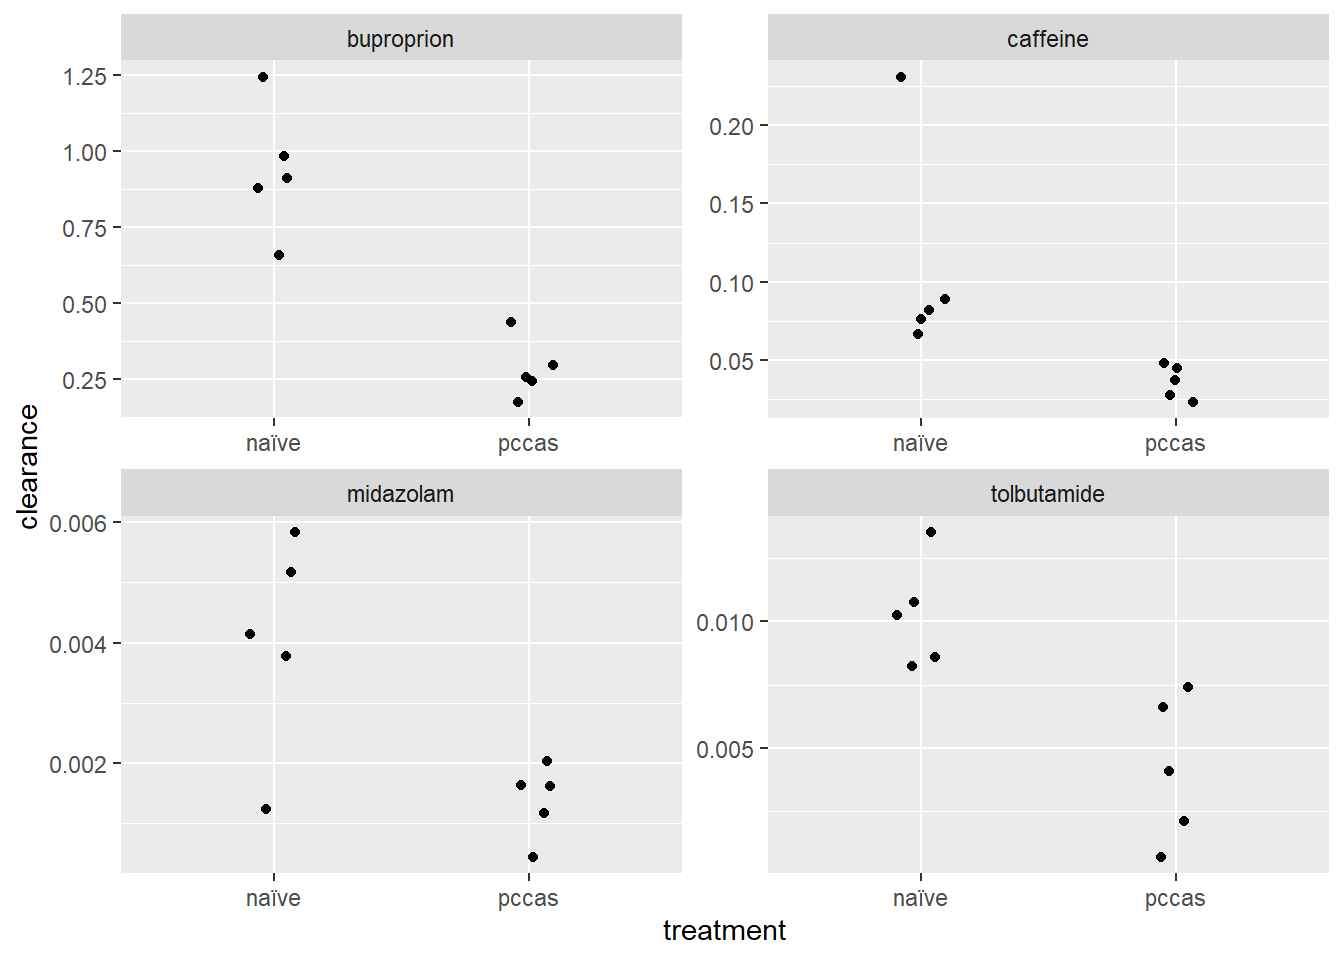 clearance
buproprion
1.25
1.00
0.75
0.50
0.25
naïve pccas
caffeine
0.20
0.15
0.10
0.05
naïve pccas
midazolam
0.006
0.004
0.002
naïve pccas
tolbutamide
0.010
0.005
naïve pccas
treatment